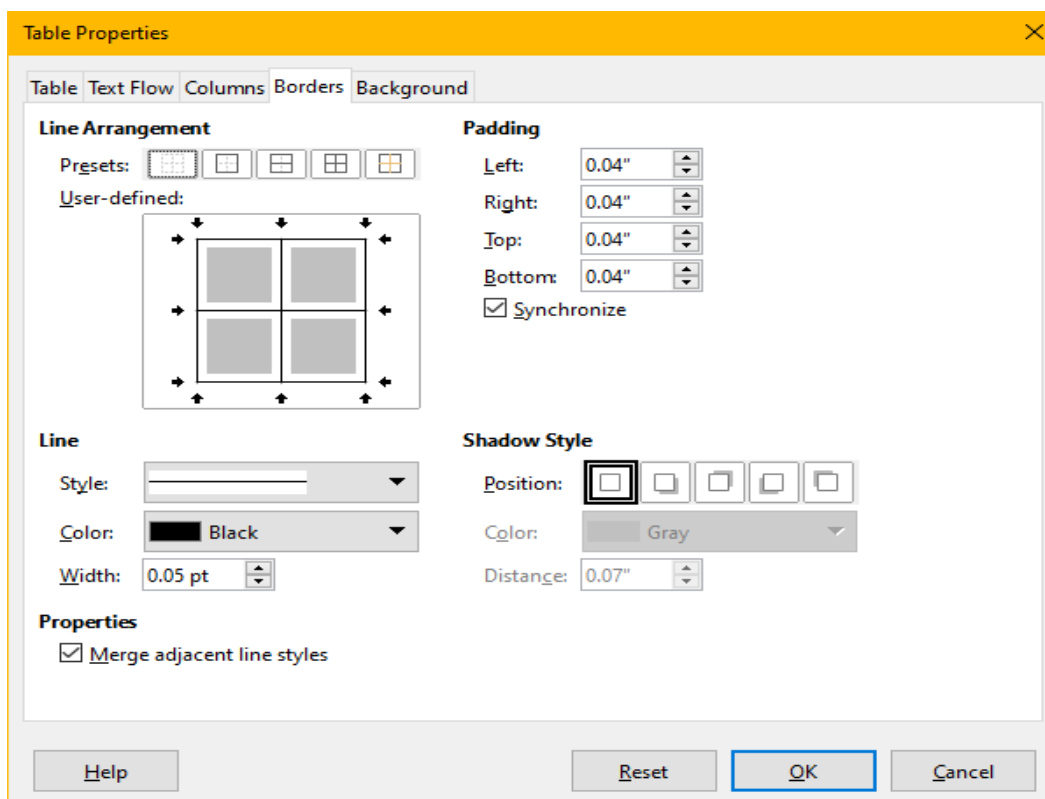 Table Properties
Table Text Flow Columns Borders Background
Line Arrangement
Presets:
User-defined:
Padding
Left: 0.04"
Right: 0.04"
Top: 0.04"
Bottom: 0.04"
Synchronize
Line
Style:
Color: Black
Width: 0.05 pt
Shadow Style
Position:
Color: Gray
Distance: 0.07"
Properties
Merge adjacent line styles
Help Reset OK Cancel